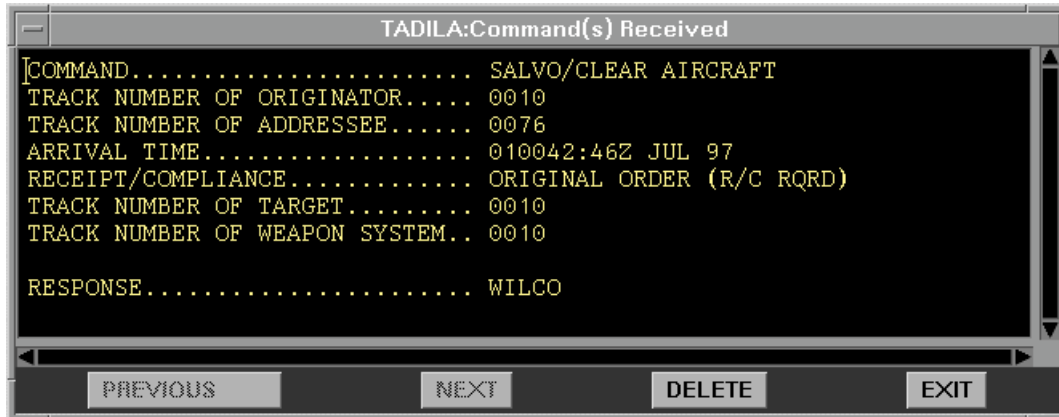 TADILA:Command(s) Received
COMMAND........................ SALVO/CLEAR AIRCRAFT
TRACK NUMBER OF ORIGINATOR..... 0010
TRACK NUMBER OF ADDRESSEE...... 0076
ARRIVAL TIME................... 010042:46Z JUL 97
RECEIPT/COMPLIANCE............. ORIGINAL ORDER (R/C RQRD)
TRACK NUMBER OF TARGET......... 0010
TRACK NUMBER OF WEAPON SYSTEM.. 0010
RESPONSE....................... WILCO
PREVIOUS NEXT DELETE EXIT